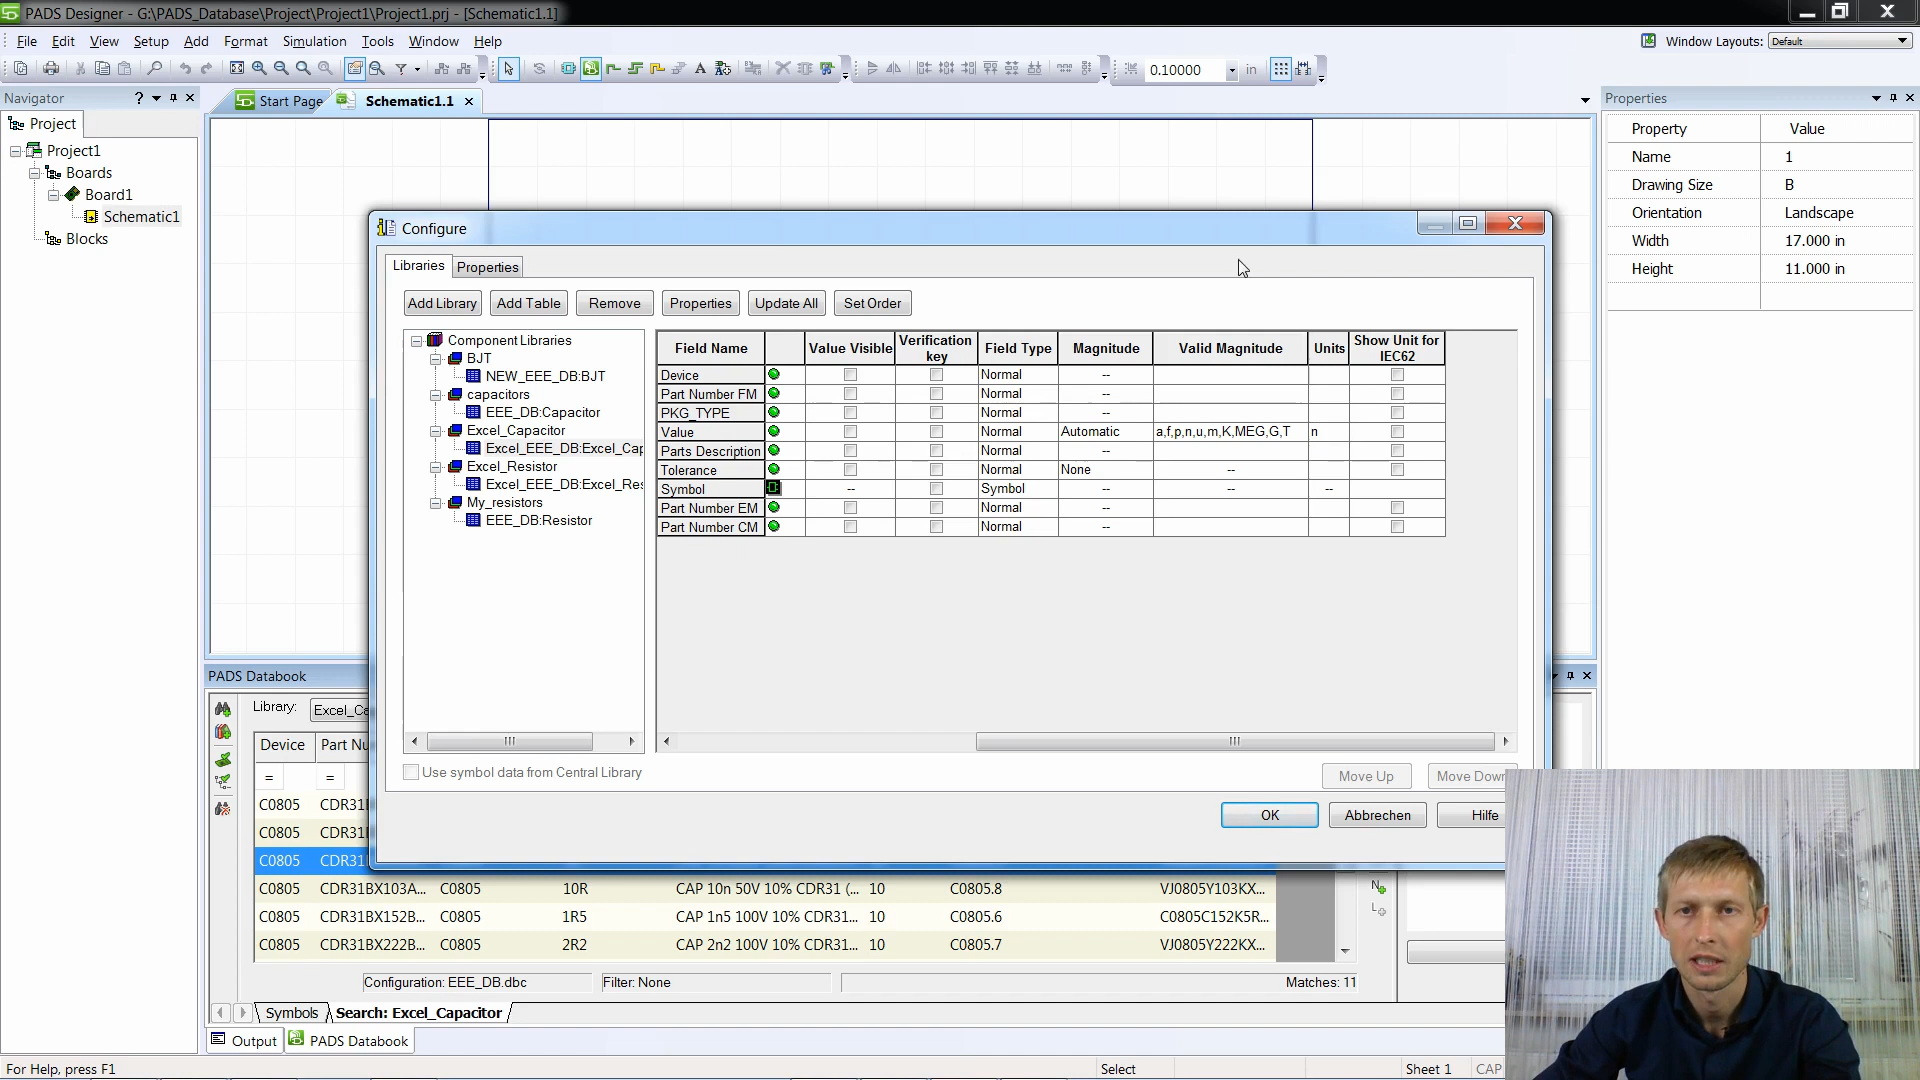 PADS Designer - G:\PADS_Database\Project\Project1\Project1.prj - [Schematic1.1]
File Edit View Setup Add Format Simulation Tools Window Help
Window Layouts: Default
0.10000 in
Navigator ?
Start Page Schematic1.1
Properties
Project
Property Value
Name 1
Drawing Size B
Orientation Landscape
Width 17.000 in
Height 11.000 in
Project1
Boards
Board1
Schematic1
Blocks
Configure
Libraries Properties
Add Library Add Table Remove Properties Update All Set Order
Component Libraries
BJT
NEW_EEE_DB:BJT
capacitors
EEE_DB:Capacitor
Excel_Capacitor
Excel_EEE_DB:Excel_Cap
Excel_Resistor
Excel_EEE_DB:Excel_Res
My_resistors
EEE_DB:Resistor
Field Name Value Visible Verification key Field Type Magnitude Valid Magnitude Units Show Unit for IEC62
Device Normal --
Part Number FM Normal --
PKG_TYPE Normal --
Value Normal Automatic a,f,p,n,u,m,K,MEG,G,T n
Parts Description Normal --
Tolerance Normal None --
Symbol -- Symbol -- -- --
Part Number EM Normal --
Part Number CM Normal --
Use symbol data from Central Library
Move Up Move Down
OK Abbrechen Hilfe
PADS Databook
Library: Excel_Ca
Device Part Nu
= =
C0805 CDR31
C0805 CDR31
C0805 CDR31
C0805 CDR31BX103A... C0805 10R CAP 10n 50V 10% CDR31 (... 10 C0805.8 VJ0805Y103KX...
C0805 CDR31BX152B... C0805 1R5 CAP 1n5 100V 10% CDR31... 10 C0805.6 C0805C152K5R...
C0805 CDR31BX222B... C0805 2R2 CAP 2n2 100V 10% CDR31... 10 C0805.7 VJ0805Y222KX...
Configuration: EEE_DB.dbc Filter: None Matches: 11
Symbols Search: Excel_Capacitor
Output PADS Databook
For Help, press F1 Select Sheet 1 CAP